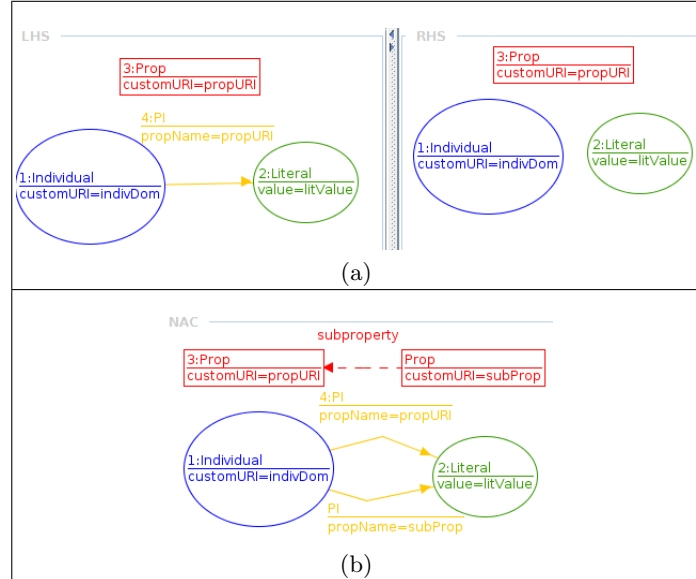 LHS
RHS
3:Prop
customURI=propURI
4:PI
propName=propURI
1:Individual
customURI=indivDom
2:Literal
value=litValue
3:Prop
customURI=propURI
1:Individual
customURI=indivDom
2:Literal
value=litValue
(a)
NAC
subproperty
3:Prop
customURI=propURI
Prop
customURI=subProp
4:PI
propName=propURI
1:Individual
customURI=indivDom
2:Literal
value=litValue
PI
propName=subProp
(b)